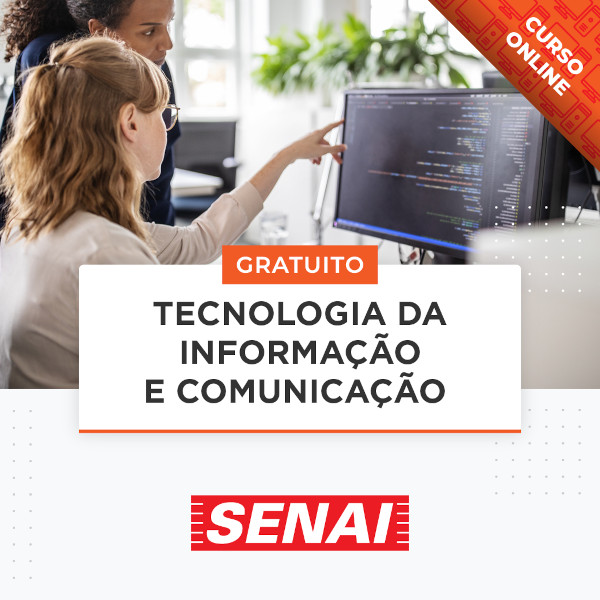 CURSO
ONLINE
GRATUITO
TECNOLOGIA DA
INFORMAÇÃO
E COMUNICAÇÃO
SENAI